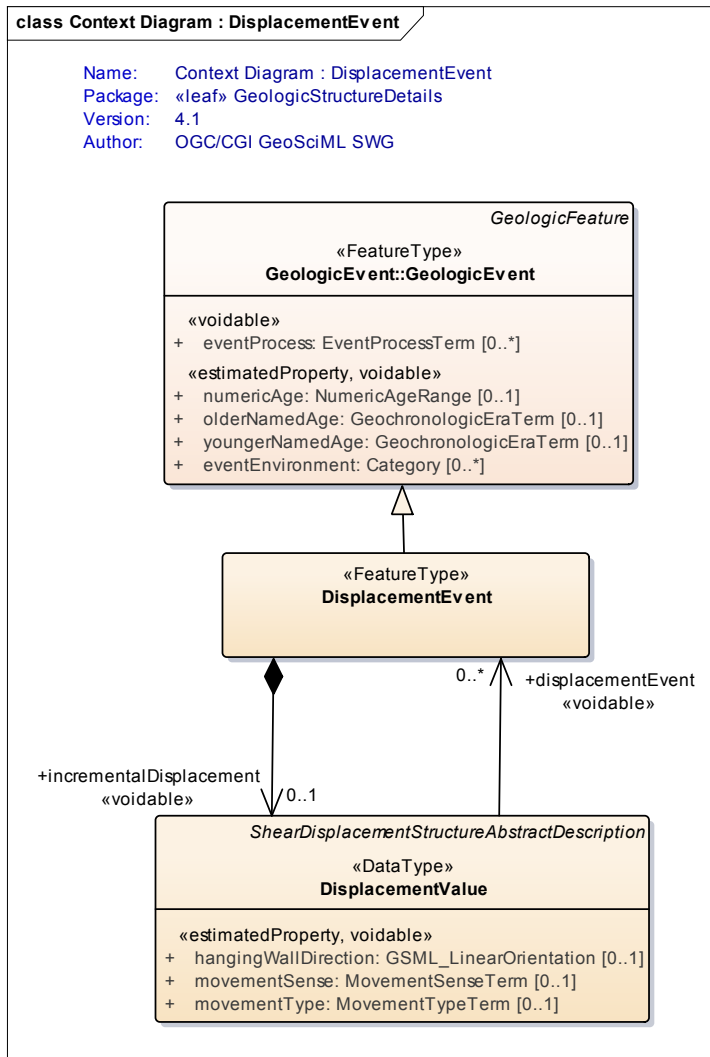 class Context Diagram : DisplacementEvent
Name: Context Diagram : DisplacementEvent
Package: «leaf» GeologicStructureDetails
Version: 4.1
Author: OGC/CGI GeoSciML SWG
GeologicFeature
«FeatureType»
GeologicEvent::GeologicEvent
«voidable»
+ eventProcess: EventProcessTerm [0..*]
«estimatedProperty, voidable»
+ numericAge: NumericAgeRange [0..1]
+ olderNamedAge: GeochronologicEraTerm [0..1]
+ youngerNamedAge: GeochronologicEraTerm [0..1]
+ eventEnvironment: Category [0..*]
«FeatureType»
DisplacementEvent
0..*
+displacementEvent
«voidable»
+incrementalDisplacement
«voidable»
0..1
ShearDisplacementStructureAbstractDescription
«DataType»
DisplacementValue
«estimatedProperty, voidable»
+ hangingWallDirection: GSML_LinearOrientation [0..1]
+ movementSense: MovementSenseTerm [0..1]
+ movementType: MovementTypeTerm [0..1]